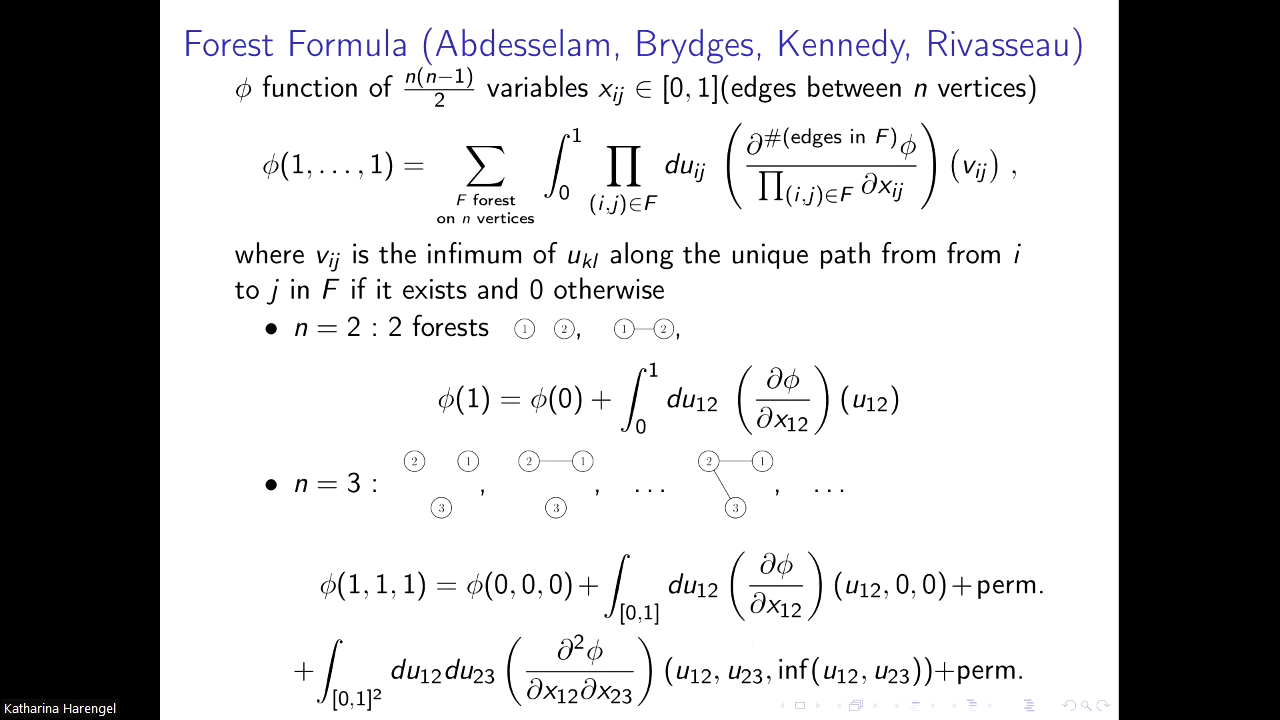 Forest Formula (Abdesselam, Brydges, Kennedy, Rivasseau)
ϕ function of n(n−1)/2 variables x_ij ∈ [0, 1](edges between n vertices)
ϕ(1, . . . , 1) = ∑_{F forest on n vertices} ∫_0^1 ∏_{(i,j)∈F} du_ij (∂^{#(edges in F)}ϕ / ∏_{(i,j)∈F} ∂x_ij) (v_ij) ,
where v_ij is the infimum of u_kl along the unique path from from i
to j in F if it exists and 0 otherwise
• n = 2 : 2 forests ① ②, ①—②,
ϕ(1) = ϕ(0) + ∫_0^1 du_12 (∂ϕ / ∂x_12) (u_12)
• n = 3 : ② ① ③ , ②—① ③ , . . . ②—① ③ , . . .
ϕ(1, 1, 1) = ϕ(0, 0, 0) + ∫_{[0,1]} du_12 (∂ϕ / ∂x_12) (u_12, 0, 0) + perm.
+ ∫_{[0,1]^2} du_12 du_23 (∂^2ϕ / ∂x_12 ∂x_23) (u_12, u_23, inf(u_12, u_23))+perm.
Katharina Harengel